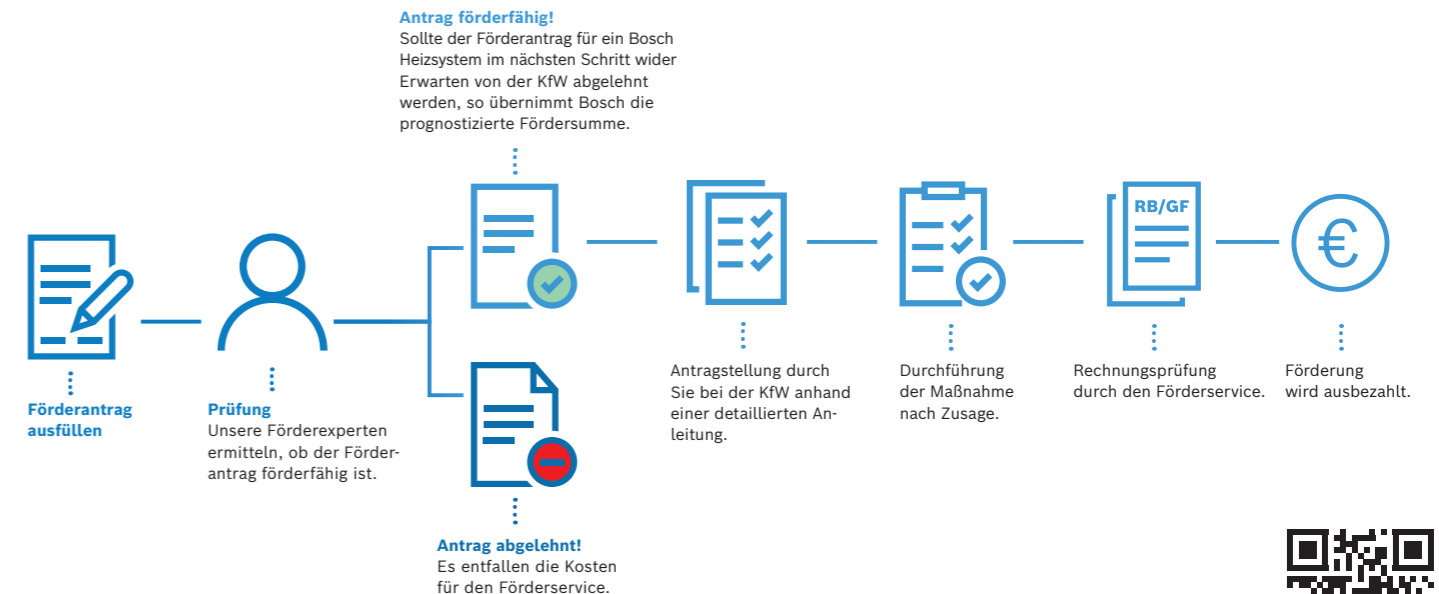 Antrag förderfähig!
Sollte der Förderantrag für ein Bosch
Heizsystem im nächsten Schritt wider
Erwarten von der KfW abgelehnt
werden, so übernimmt Bosch die
prognostizierte Fördersumme.
Förderantrag
ausfüllen
Prüfung
Unsere Förderexperten
ermitteln, ob der Förder-
antrag förderfähig ist.
Antrag abgelehnt!
Es entfallen die Kosten
für den Förderservice.
Antragstellung durch
Sie bei der KfW anhand
einer detaillierten An-
leitung.
Durchführung
der Maßnahme
nach Zusage.
RB/GF
Rechnungsprüfung
durch den Förderservice.
€
Förderung
wird ausbezahlt.